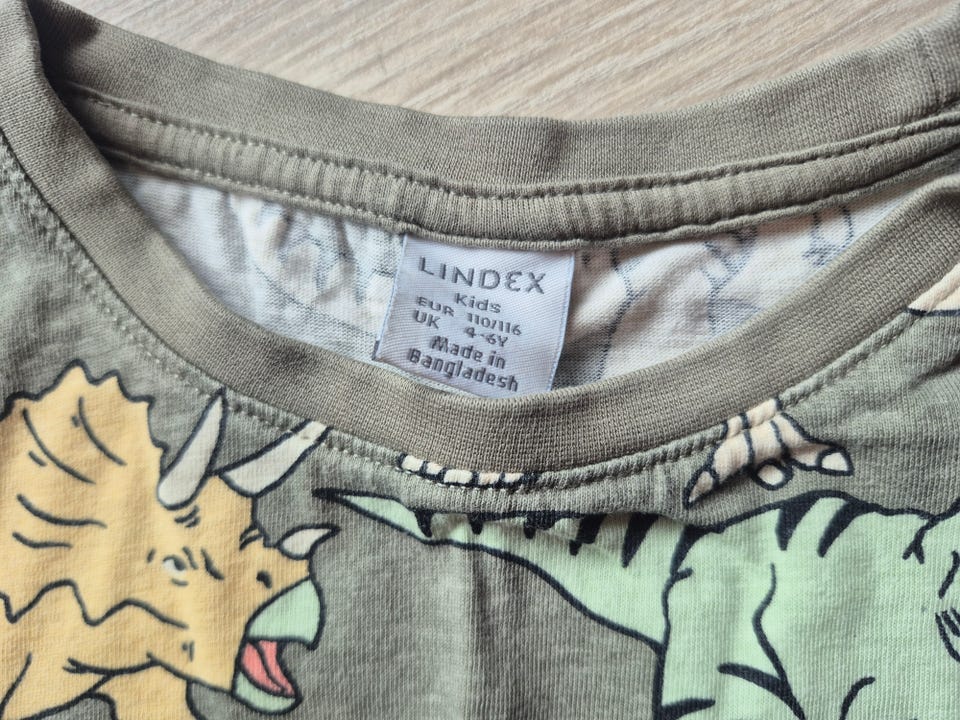 LINDEX
Kids
EUR 110/116
UK 4-6Y
Made in
Bangladesh